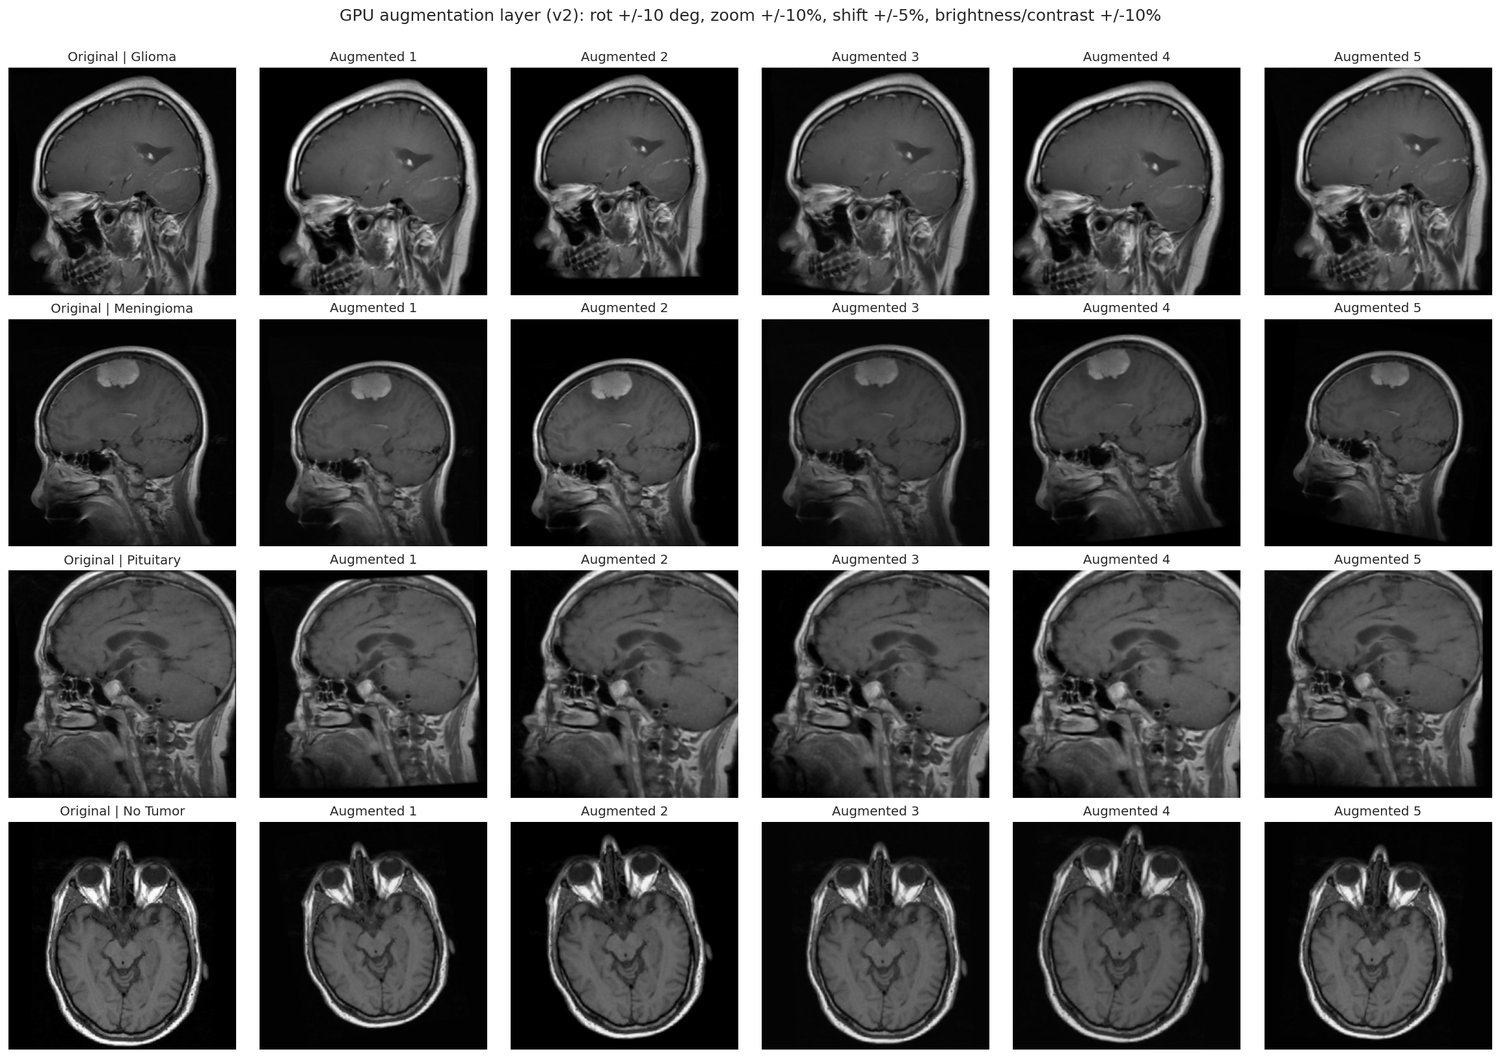 GPU augmentation layer (v2): rot +/-10 deg, zoom +/-10%, shift +/-5%, brightness/contrast +/-10%
Original | Glioma
Augmented 1
Augmented 2
Augmented 3
Augmented 4
Augmented 5
Original | Meningioma
Augmented 1
Augmented 2
Augmented 3
Augmented 4
Augmented 5
Original | Pituitary
Augmented 1
Augmented 2
Augmented 3
Augmented 4
Augmented 5
Original | No Tumor
Augmented 1
Augmented 2
Augmented 3
Augmented 4
Augmented 5